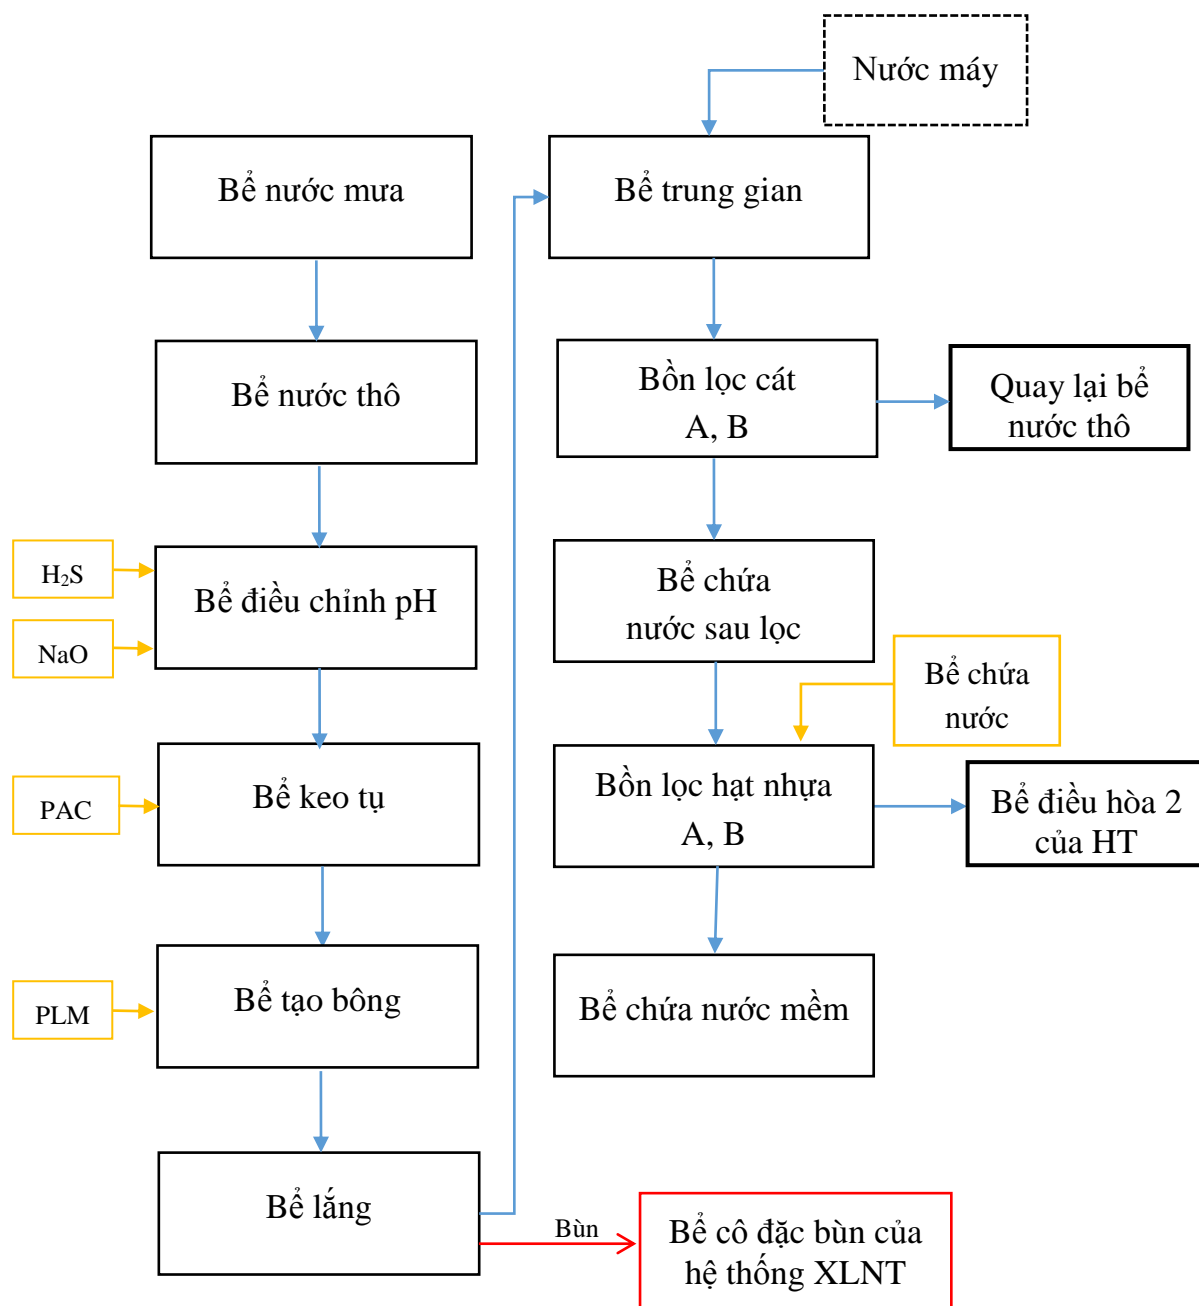 Nước máy
Bể nước mưa
Bể trung gian
Bể nước thô
Bồn lọc cát
A, B
Quay lại bể
nước thô
H₂S
NaO
Bể điều chỉnh pH
Bể chứa
nước sau lọc
Bể chứa
nước
PAC
Bể keo tụ
Bồn lọc hạt nhựa
A, B
Bể điều hòa 2
của HT
PLM
Bể tạo bông
Bể chứa nước mềm
Bể lắng
Bùn
Bể cô đặc bùn của
hệ thống XLNT